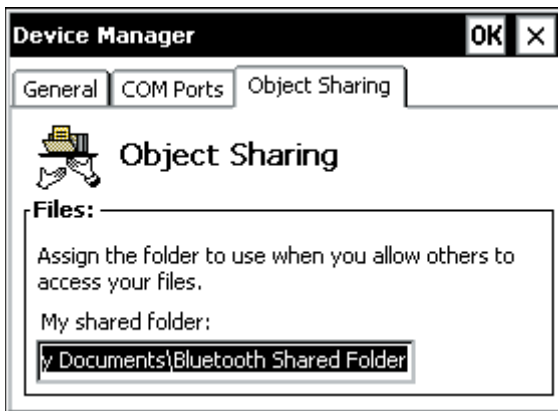 Device Manager OK ×
General COM Ports Object Sharing
Object Sharing
Files:
Assign the folder to use when you allow others to
access your files.
My shared folder:
y Documents\Bluetooth Shared Folder